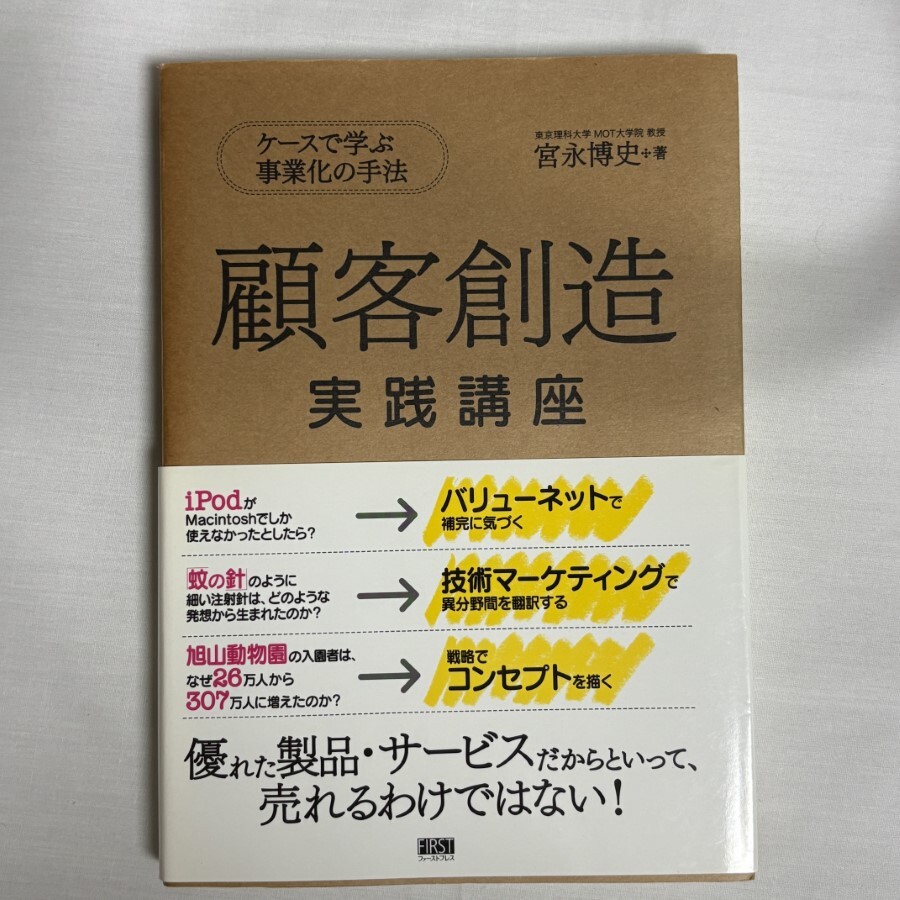 ケースで学ぶ
事業化の手法
東京理科大学 MOT大学院 教授
宮永博史・著
顧客創造
実践講座
iPodが
Macintoshでしか
使えなかったとしたら?
→
バリューネットで
補完に気づく
「蚊の針」のように
細い注射針は、どのような
発想から生まれたのか?
→
技術マーケティングで
異分野間を翻訳する
旭山動物園の入園者は、
なぜ26万人から
307万人に増えたのか?
→
戦略で
コンセプトを描く
優れた製品・サービスだからといって、
売れるわけではない!
FIRST
ファーストプレス